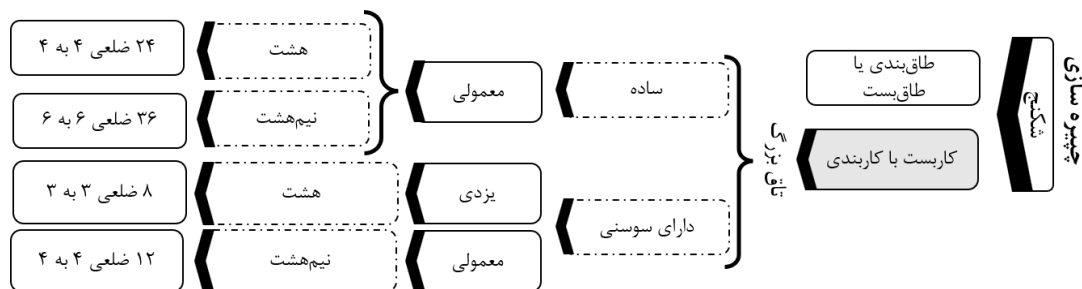 چپیره سازی
شکنج
طاق‌بندی یا
طاق‌بست
کاربست با کاربندی
تاق بزرگ
ساده
دارای سوسنی
معمولی
یزدی
معمولی
هشت
نیم‌هشت
هشت
نیم‌هشت
۲۴ ضلعی ۴ به ۴
۳۶ ضلعی ۶ به ۶
۸ ضلعی ۳ به ۳
۱۲ ضلعی ۴ به ۴